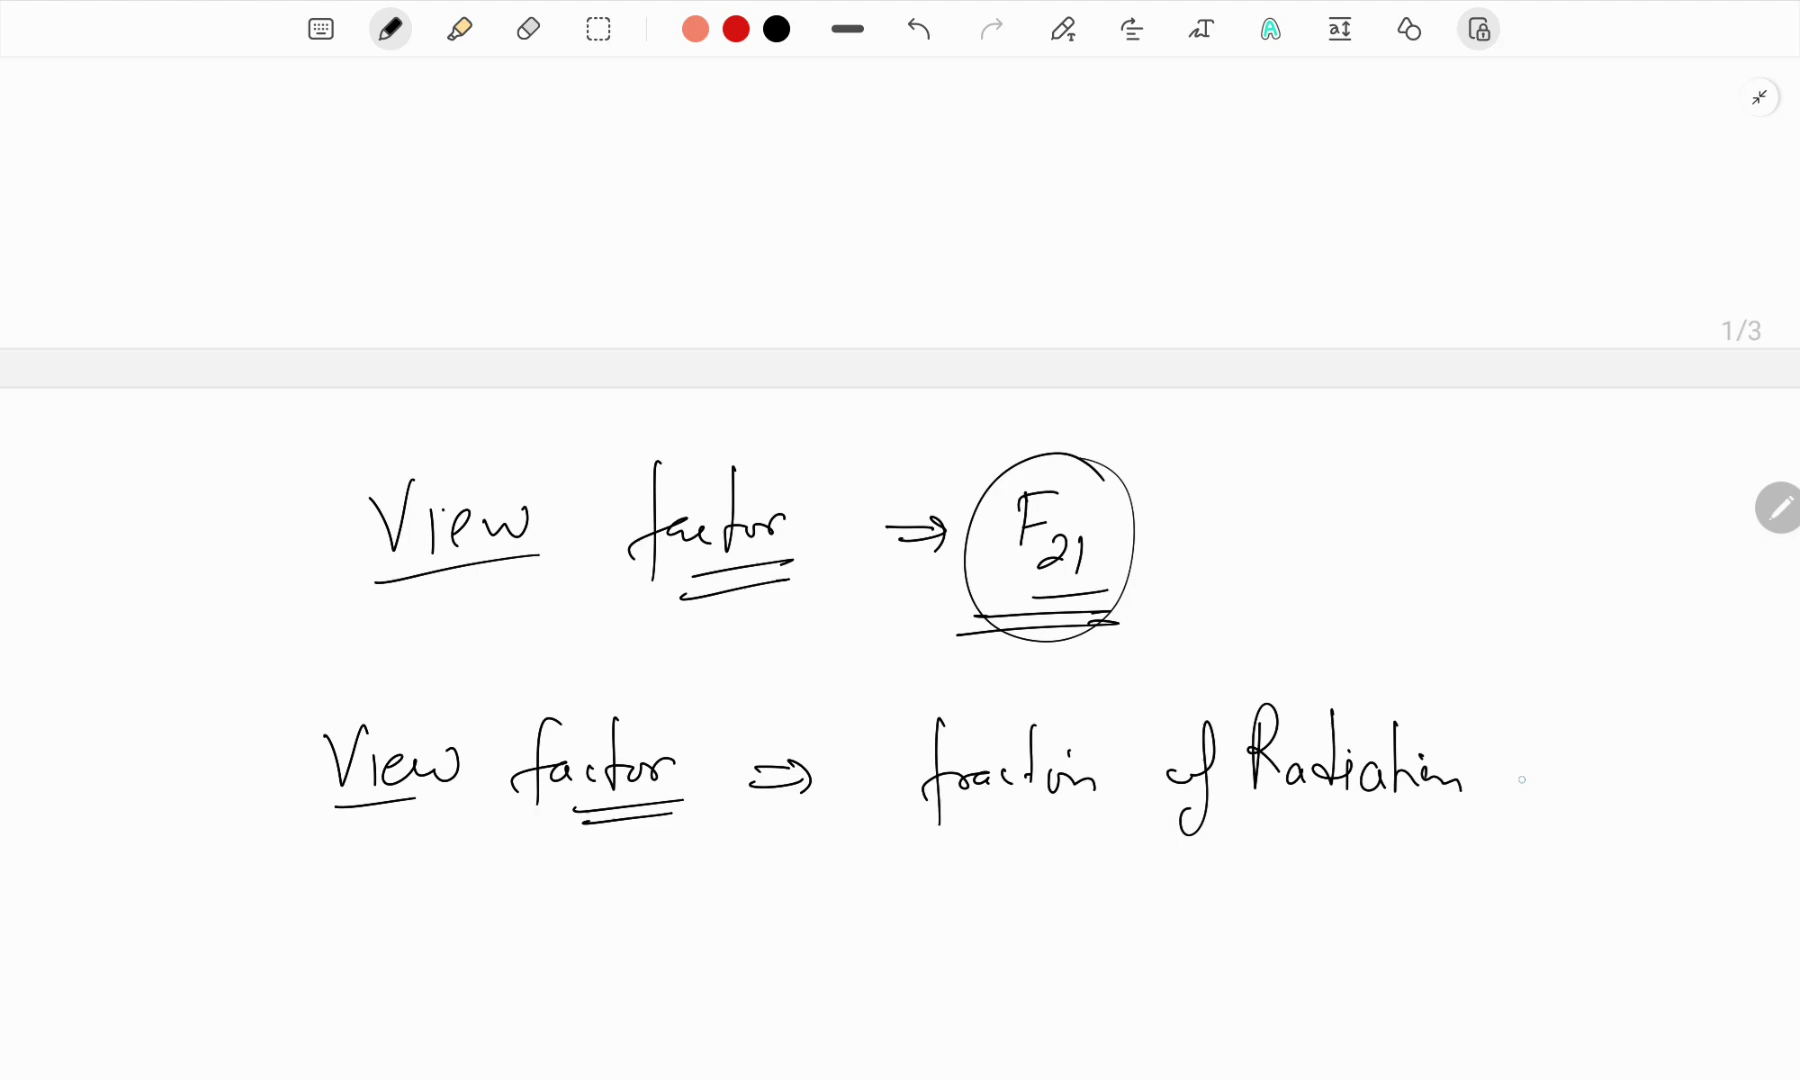 1/3
View factor ⇒ F₂₁
View factor ⇒ fraction of Radiation